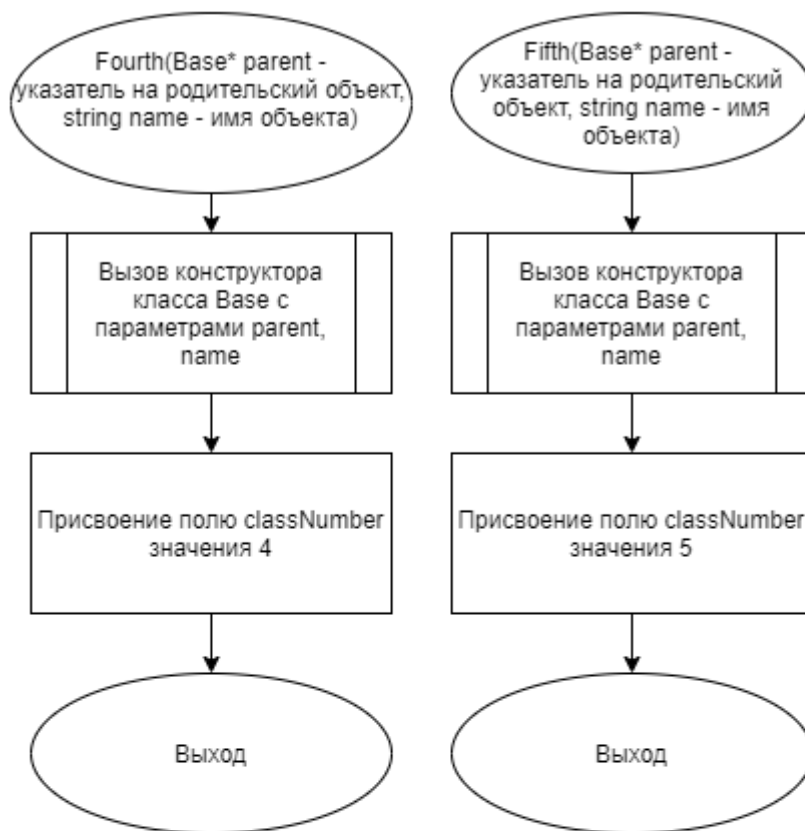 Fourth(Base* parent -
указатель на родительский объект,
string name - имя объекта)
Вызов конструктора
класса Base с
параметрами parent,
name
Присвоение полю classNumber
значения 4
Выход
Fifth(Base* parent -
указатель на родительский
объект, string name - имя
объекта)
Вызов конструктора
класса Base с
параметрами parent,
name
Присвоение полю classNumber
значения 5
Выход